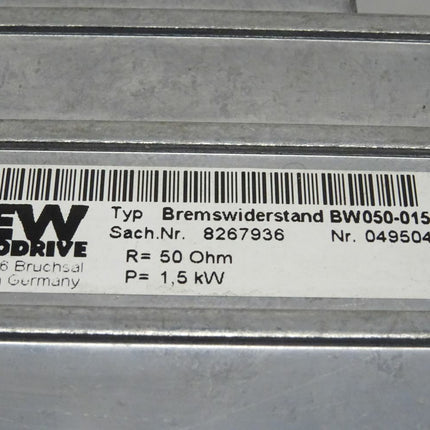 EW Typ Bremswiderstand BW050-015
ODRIVE Sach.Nr. 8267936 Nr. 049504
6 Bruchsal R= 50 Ohm
n Germany P= 1,5 kW